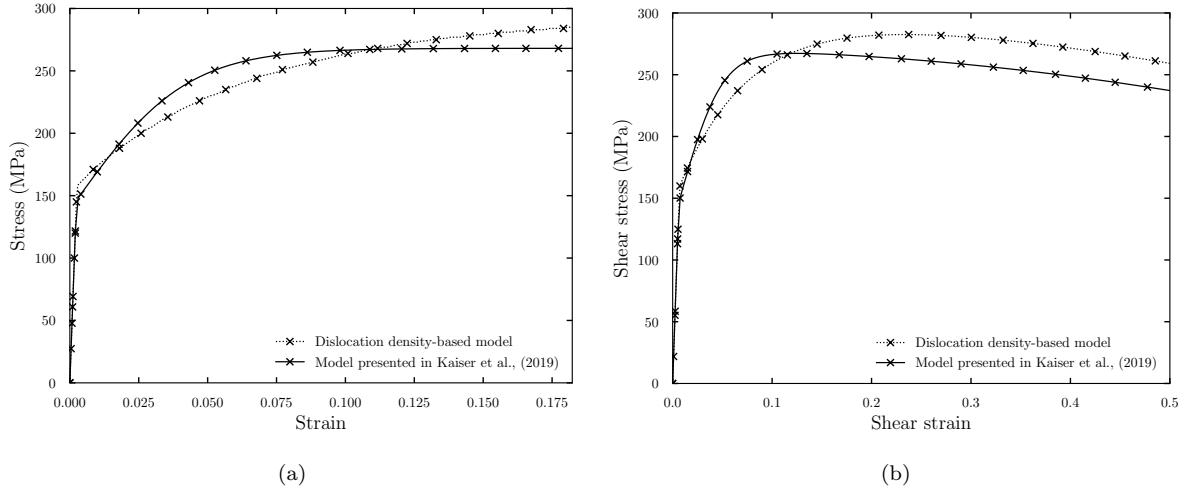 300
250
200
150
100
50
0
Stress (MPa)
0.000 0.025 0.050 0.075 0.100 0.125 0.150 0.175
Strain
Dislocation density-based model
Model presented in Kaiser et al., (2019)
(a)
300
250
200
150
100
50
0
Shear stress (MPa)
0.0 0.1 0.2 0.3 0.4 0.5
Shear strain
Dislocation density-based model
Model presented in Kaiser et al., (2019)
(b)